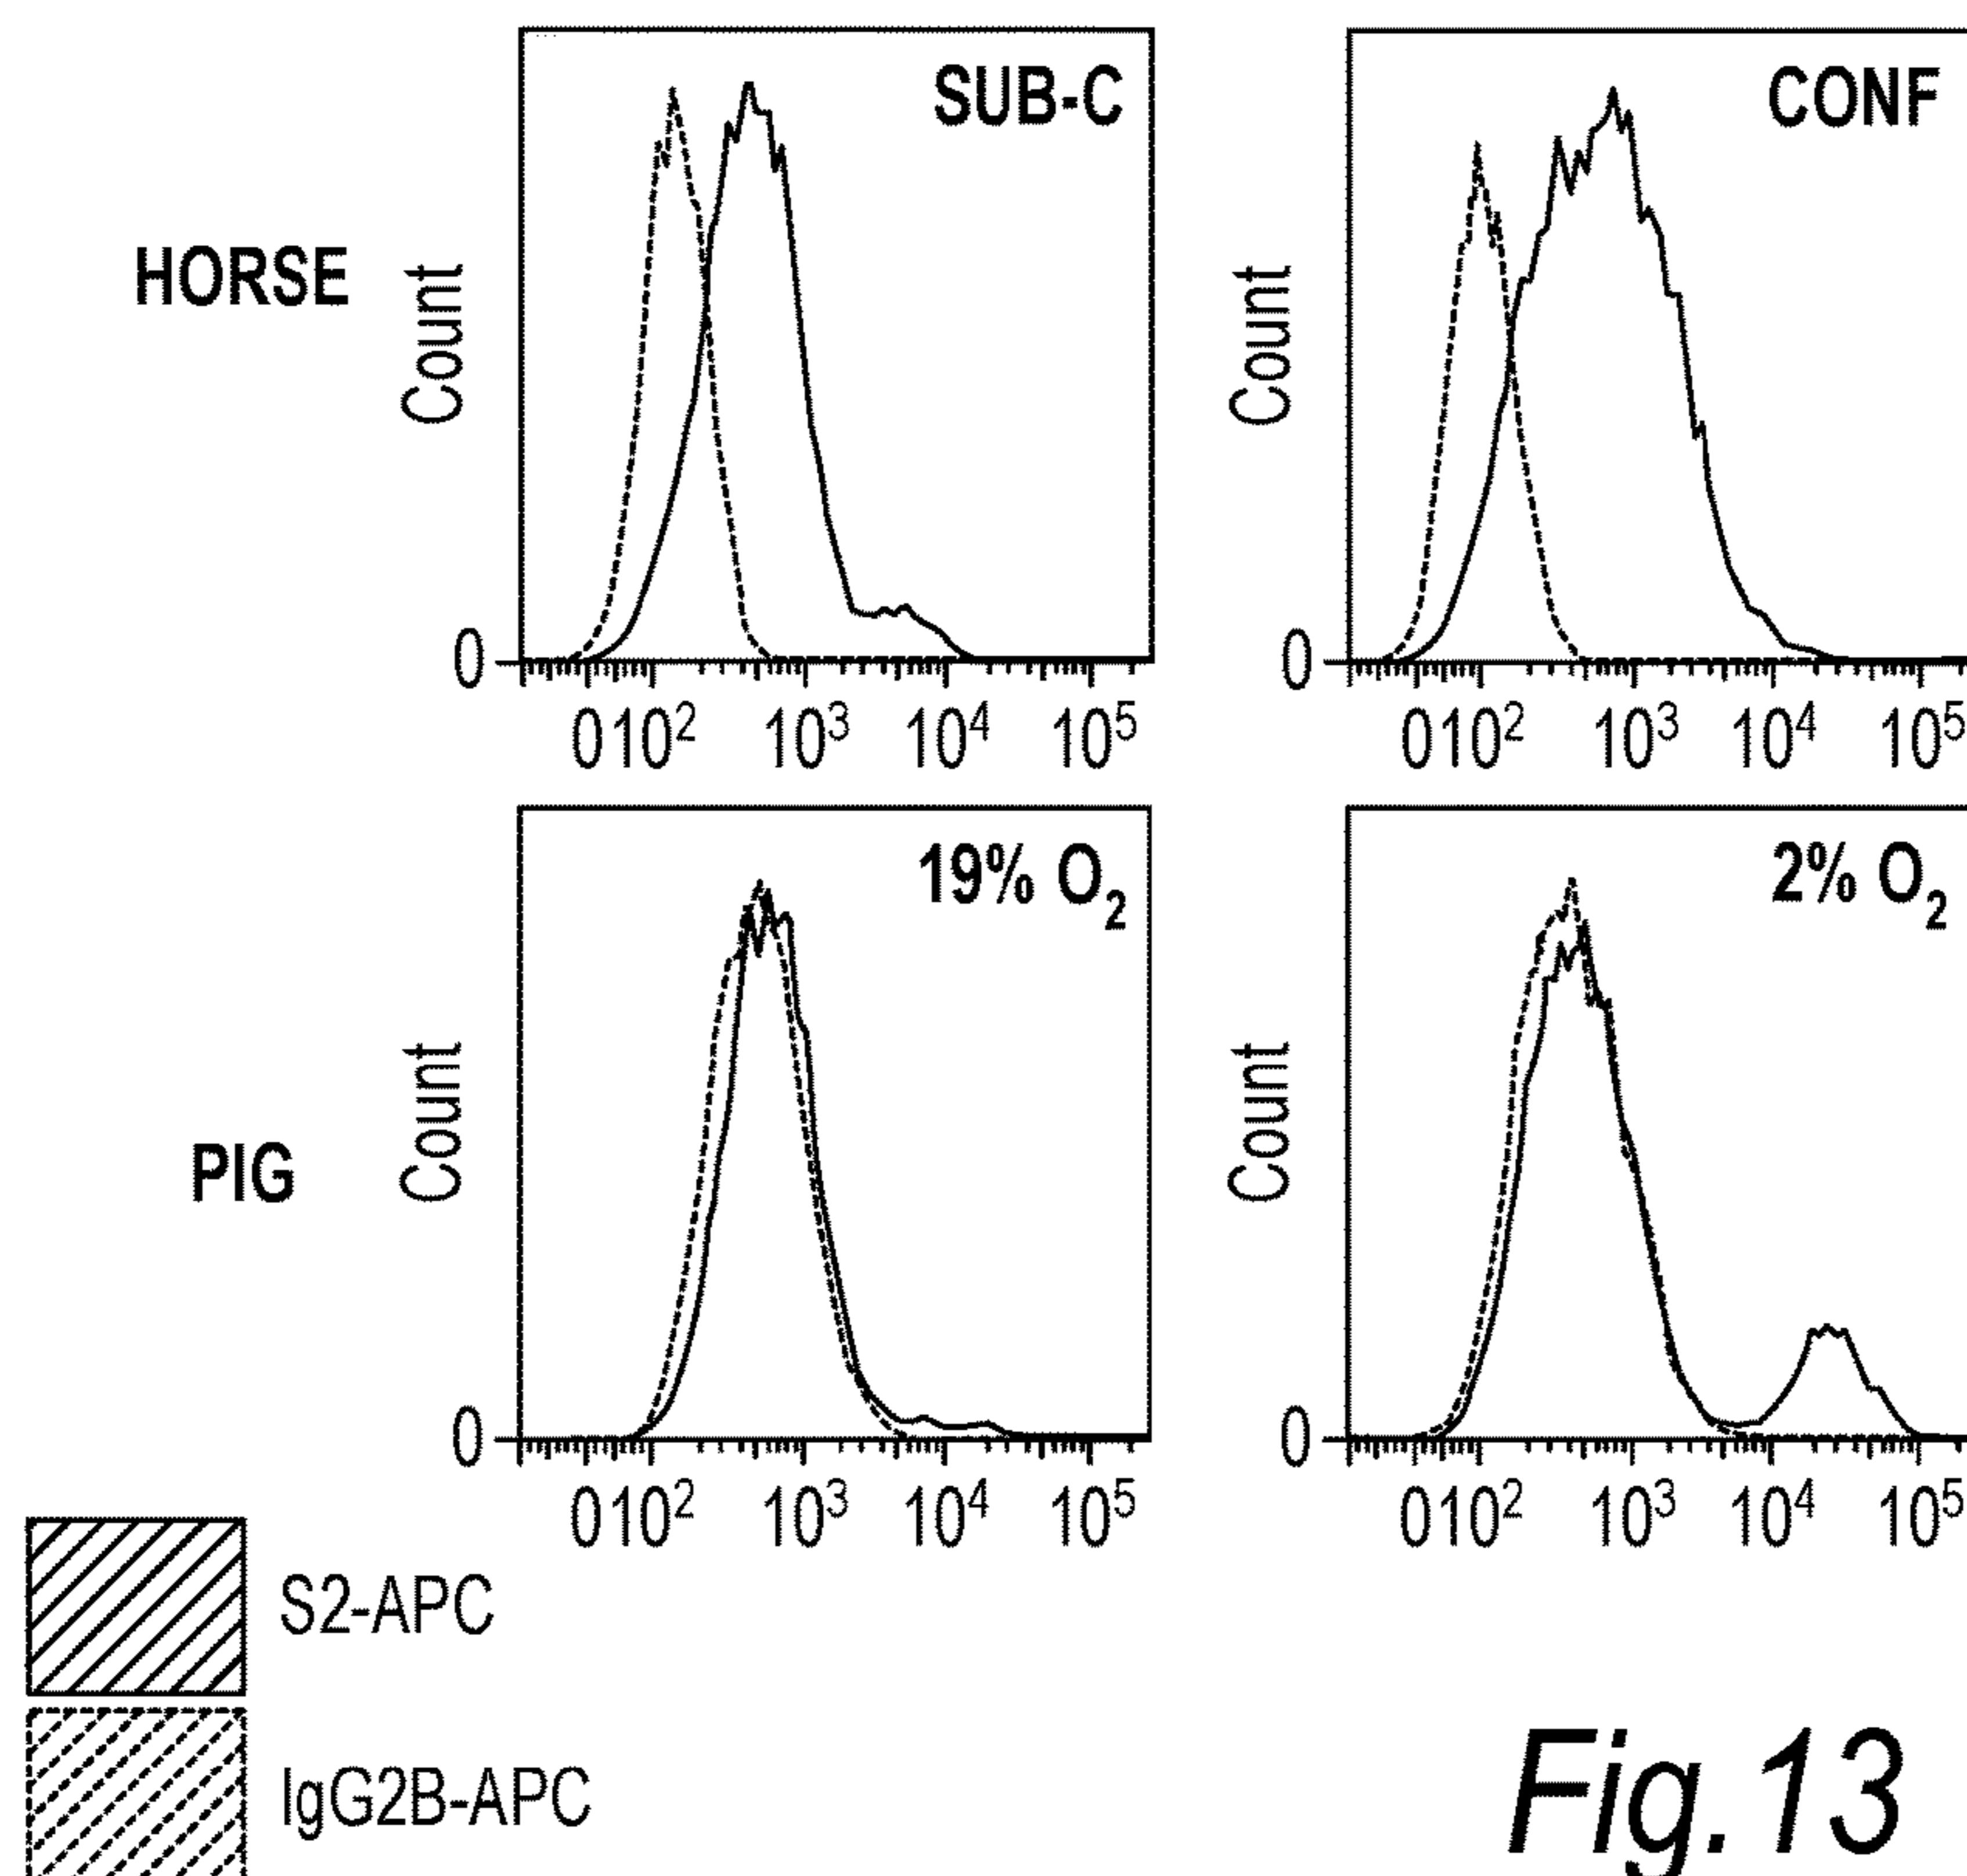 SUB-C
CONF
HORSE
Count
Count
0
0
0 10² 10³ 10⁴ 10⁵
0 10² 10³ 10⁴ 10⁵
19% O₂
2% O₂
PIG
Count
Count
0
0
0 10² 10³ 10⁴ 10⁵
0 10² 10³ 10⁴ 10⁵
S2-APC
IgG2B-APC
Fig.13